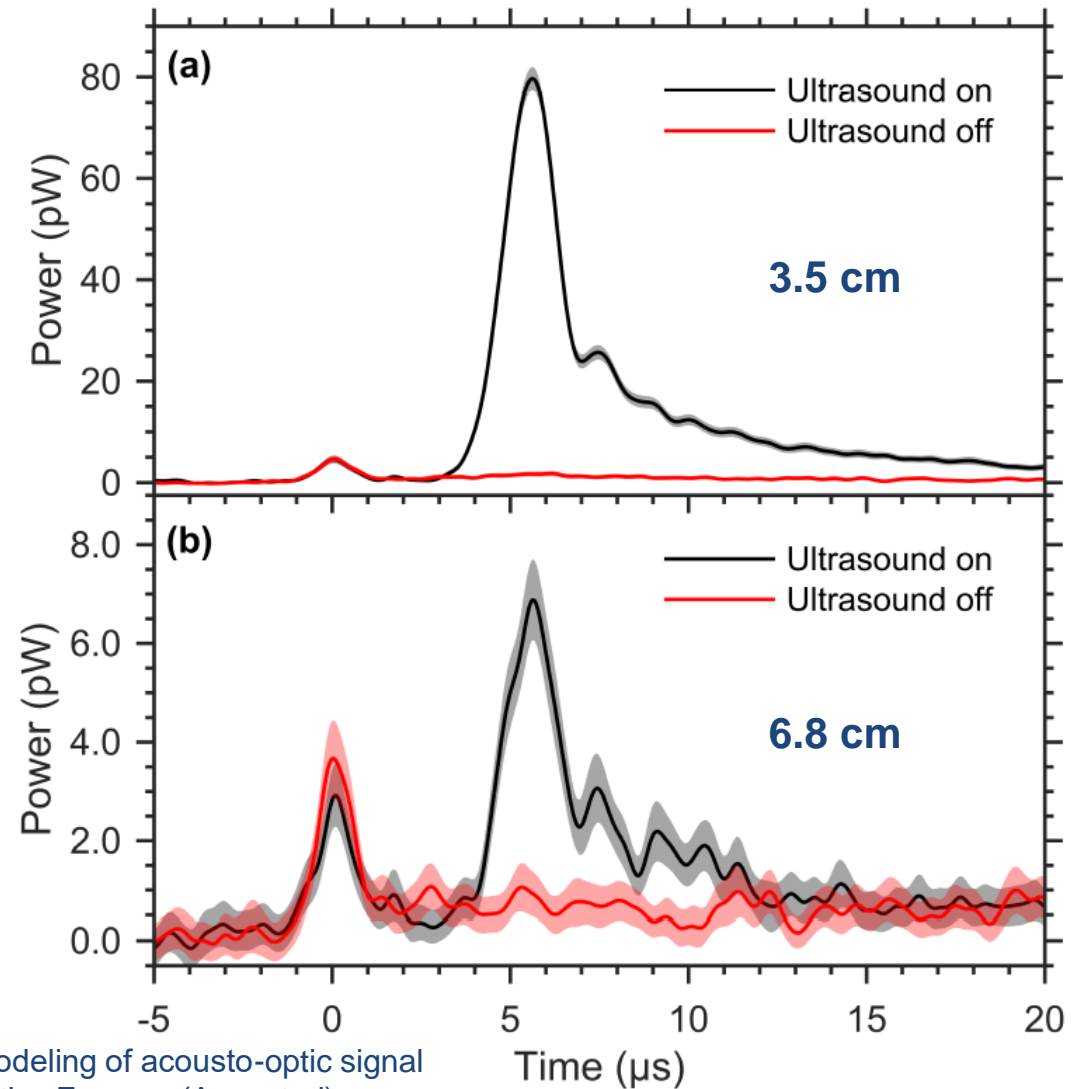 (a)
Ultrasound on
Ultrasound off
3.5 cm
80
60
40
20
0
Power (pW)
(b)
Ultrasound on
Ultrasound off
6.8 cm
8.0
6.0
4.0
2.0
0.0
Power (pW)
-5 0 5 10 15 20
Time (µs)
odeling of acousto-optic signal